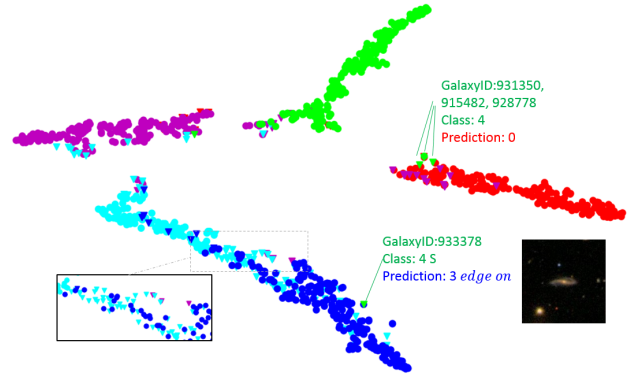 GalaxyID:931350,
915482, 928778
Class: 4
Prediction: 0
GalaxyID:933378
Class: 4 S
Prediction: 3 edge on